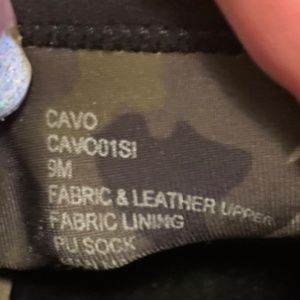 CAVO
CAVO01SI
9M
FABRIC & LEATHER UPPER
FABRIC LINING
PU SOCK